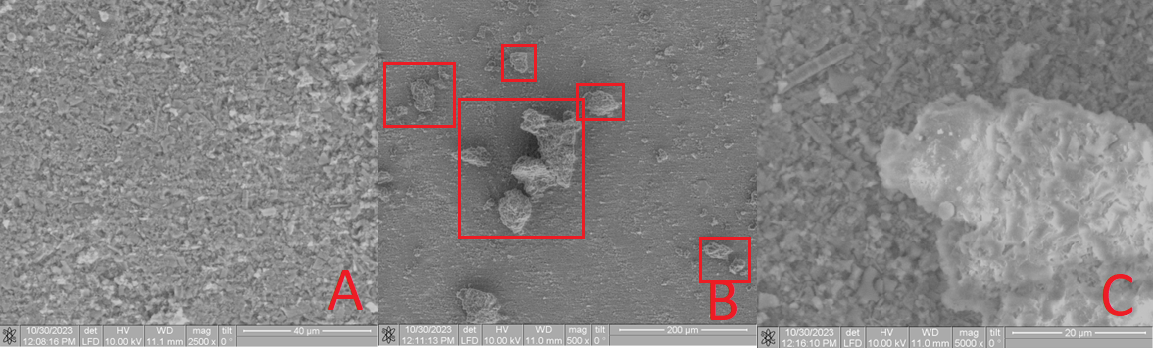 A
B
C
10/30/2023 det HV WD mag tilt 40 µm
12:08:16 PM LFD 10.00 kV 11.1 mm 2500 x 0 °
10/30/2023 det HV WD mag tilt 200 µm
12:11:13 PM LFD 10.00 kV 11.0 mm 500 x 0 °
10/30/2023 det HV WD mag tilt 20 µm
12:16:10 PM LFD 10.00 kV 11.0 mm 5000 x 0 °